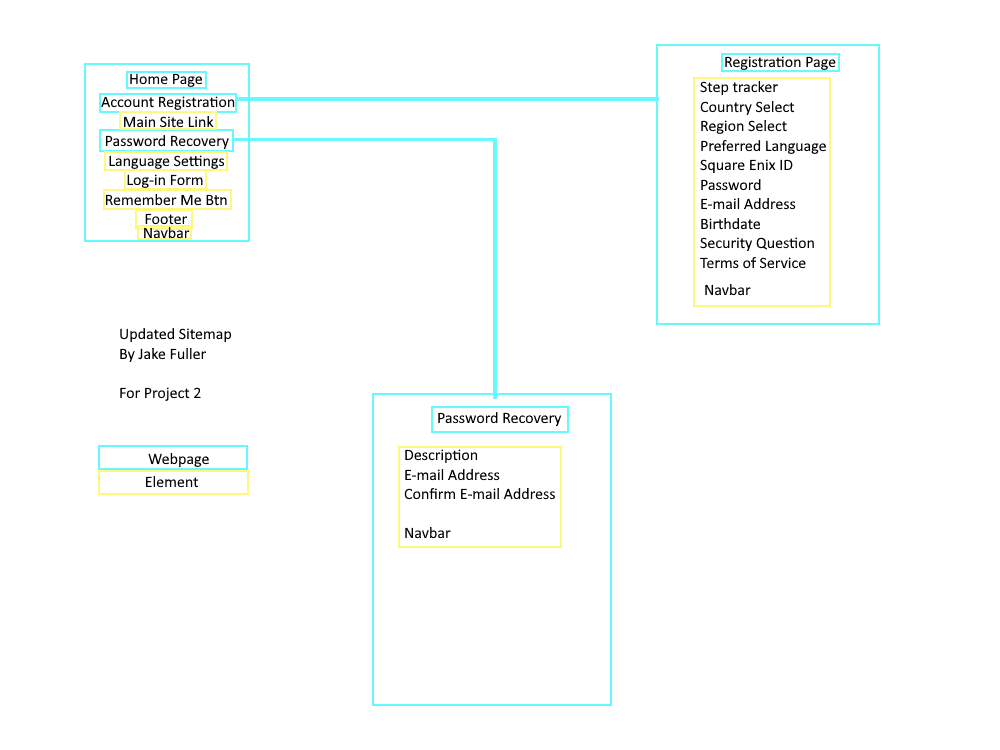 Home Page
Account Registration
Main Site Link
Password Recovery
Language Settings
Log-in Form
Remember Me Btn
Footer
Navbar
Registration Page
Step tracker
Country Select
Region Select
Preferred Language
Square Enix ID
Password
E-mail Address
Birthdate
Security Question
Terms of Service
Navbar
Updated Sitemap
By Jake Fuller
For Project 2
Webpage
Element
Password Recovery
Description
E-mail Address
Confirm E-mail Address
Navbar